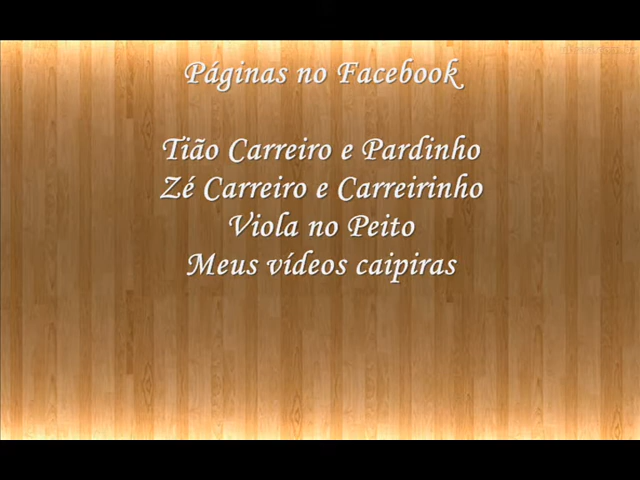 Páginas no Facebook
Tião Carreiro e Pardinho
Zé Carreiro e Carreirinho
Viola no Peito
Meus vídeos caipiras